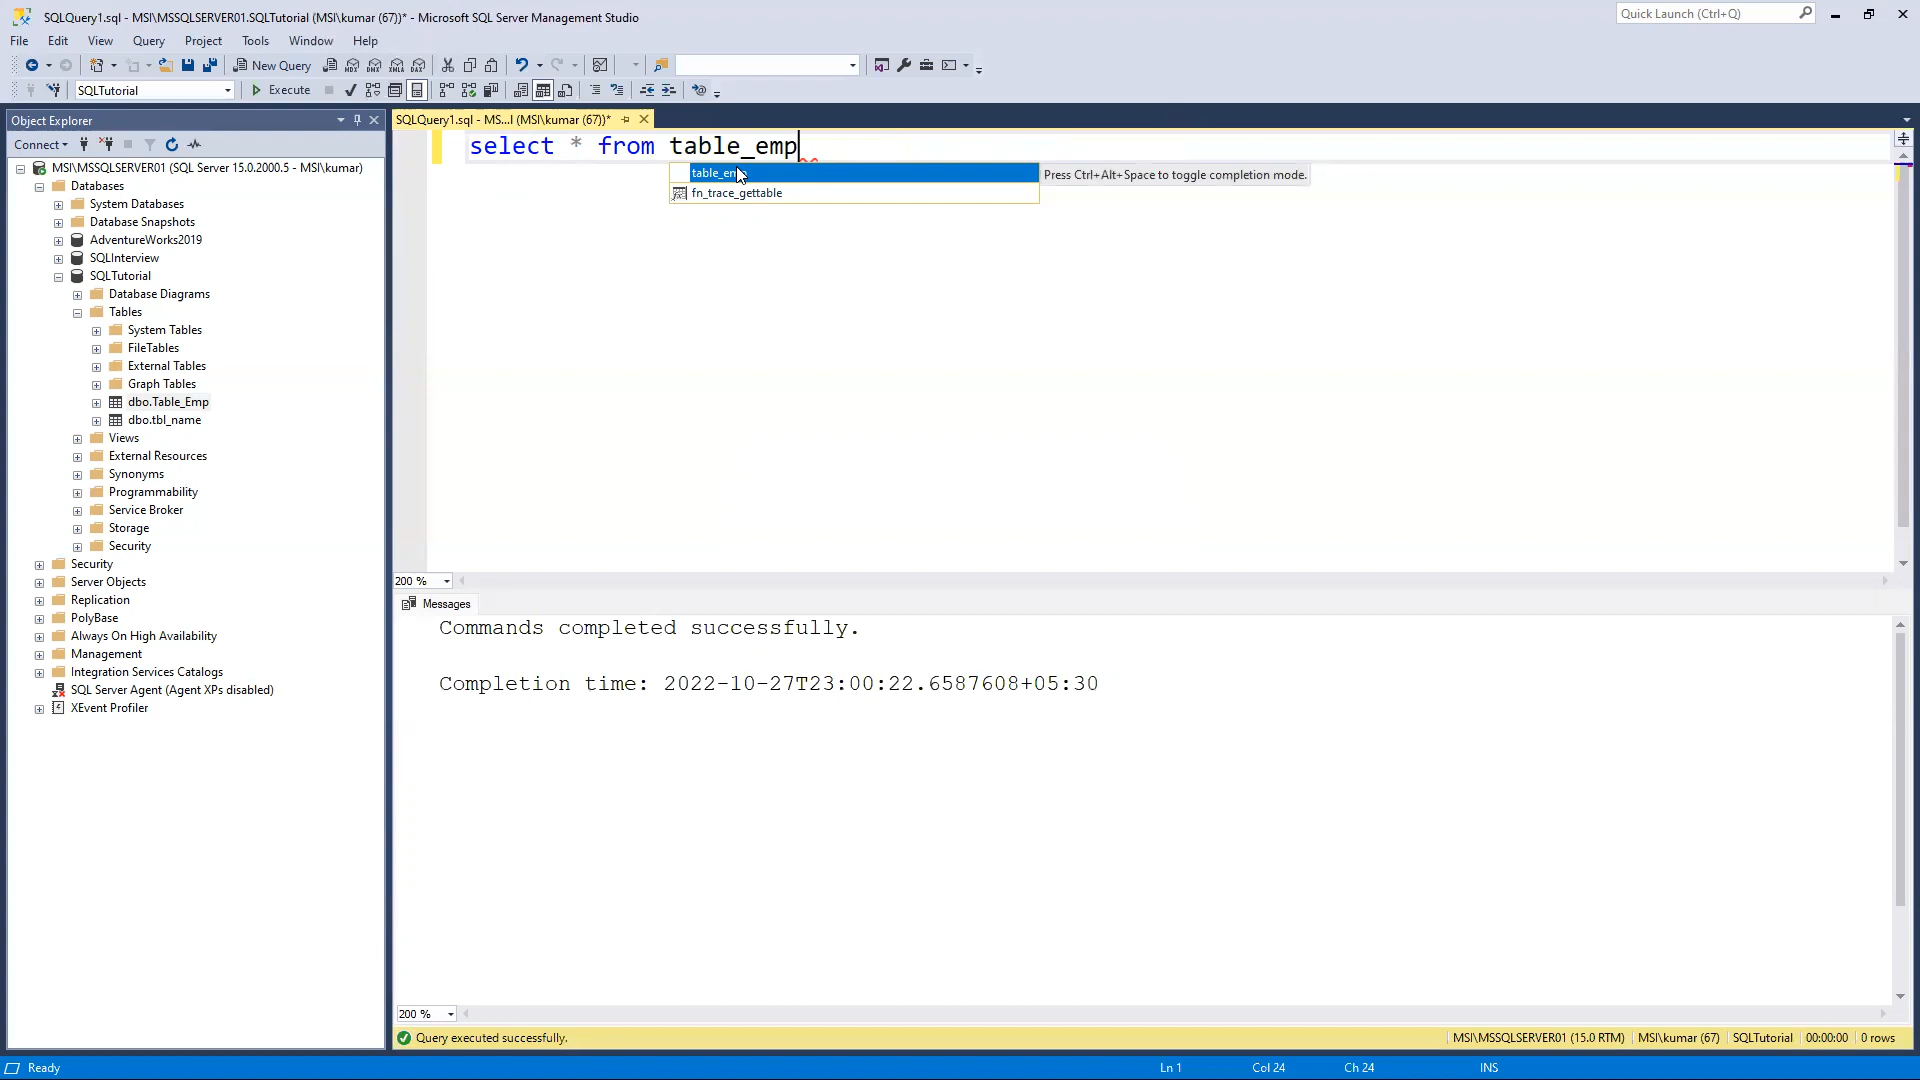 SQLQuery1.sql - MSI\MSSQLSERVER01.SQLTutorial (MSI\kumar (67))* - Microsoft SQL Server Management Studio
Quick Launch (Ctrl+Q)
File Edit View Query Project Tools Window Help
New Query
MDX DMX XMLA DAX
SQLTutorial
Execute
Object Explorer
Connect
MSI\MSSQLSERVER01 (SQL Server 15.0.2000.5 - MSI\kumar)
Databases
System Databases
Database Snapshots
AdventureWorks2019
SQLInterview
SQLTutorial
Database Diagrams
Tables
System Tables
FileTables
External Tables
Graph Tables
dbo.Table_Emp
dbo.tbl_name
Views
External Resources
Synonyms
Programmability
Service Broker
Storage
Security
Security
Server Objects
Replication
PolyBase
Always On High Availability
Management
Integration Services Catalogs
SQL Server Agent (Agent XPs disabled)
XEvent Profiler
SQLQuery1.sql - MS...l (MSI\kumar (67))*
select * from table_emp
table_emp
Press Ctrl+Alt+Space to toggle completion mode.
fn_trace_gettable
200 %
Messages
Commands completed successfully.
Completion time: 2022-10-27T23:00:22.6587608+05:30
200 %
Query executed successfully.
MSI\MSSQLSERVER01 (15.0 RTM) MSI\kumar (67) SQLTutorial 00:00:00 0 rows
Ready
Ln 1 Col 24 Ch 24 INS